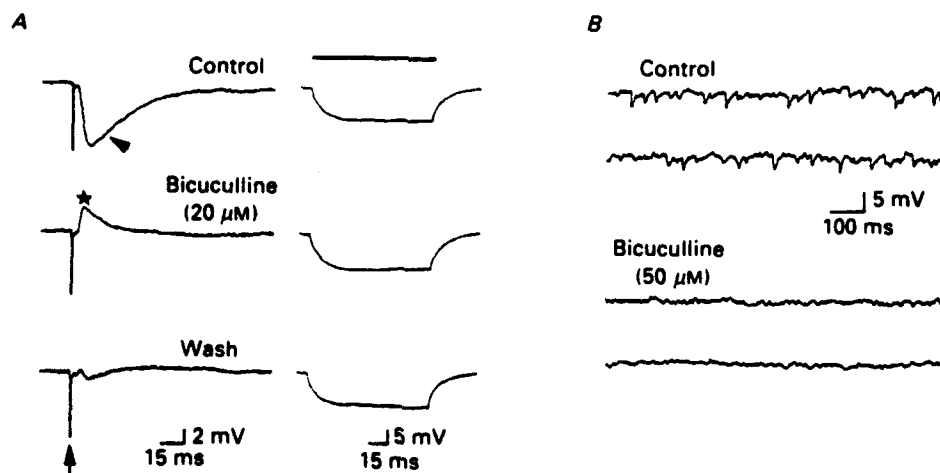 A
Control
Bicuculline
(20 μM)
Wash
2 mV
15 ms
5 mV
15 ms
B
Control
5 mV
100 ms
Bicuculline
(50 μM)